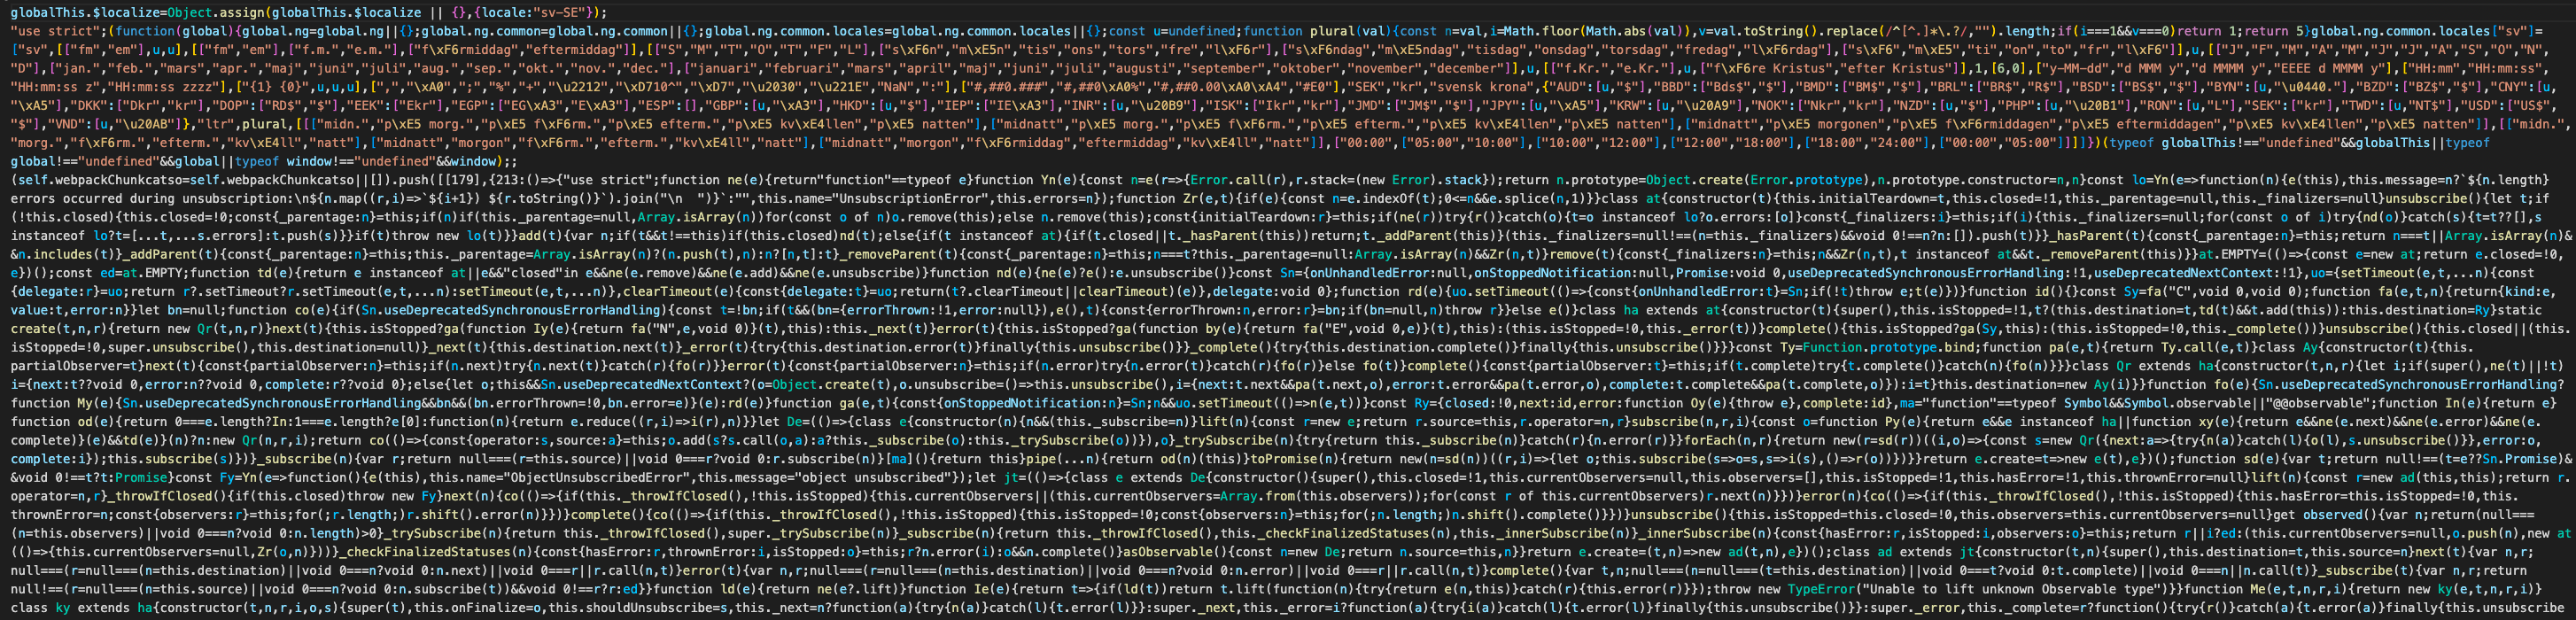 globalThis.$localize=Object.assign(globalThis.$localize || {},{locale:"sv-SE"});
"use strict";(function(global){global.ng=global.ng||{};global.ng.common=global.ng.common||{};global.ng.common.locales=global.ng.common.locales||{};const u=undefined;function plural(val){const n=val,i=Math.floor(Math.abs(val)),v=val.toString().replace(/^[^.]*\.?/,"").length;if(i===1&&v===0)return 1;return 5}global.ng.common.locales["sv"]=
["sv",[["fm","em"],u,u],[["fm","em"],["f.m.","e.m."],["f\xF6rmiddag","eftermiddag"]],[["S","M","T","O","T","F","L"],["s\xF6n","m\xE5n","tis","ons","tors","fre","l\xF6r"],["s\xF6ndag","m\xE5ndag","tisdag","onsdag","torsdag","fredag","l\xF6rdag"],["s\xF6","m\xE5","ti","on","to","fr","l\xF6"]],u,[["J","F","M","A","M","J","J","A","S","O","N",
"D"],["jan.","feb.","mars","apr.","maj","juni","juli","aug.","sep.","okt.","nov.","dec."],["januari","februari","mars","april","maj","juni","juli","augusti","september","oktober","november","december"]],u,[["f.Kr.","e.Kr."],u,["f\xF6re Kristus","efter Kristus"]],1,[6,0],["y-MM-dd","d MMM y","d MMMM y","EEEE d MMMM y"],["HH:mm","HH:mm:ss",
"HH:mm:ss z","HH:mm:ss zzzz"],["{1} {0}",u,u,u],[",","\xA0",";","%","+","\u2212","\xD710^","\xD7","\u2030","\u221E","NaN",":"],["#,##0.###","#,##0\xA0%","#,##0.00\xA0\xA4","#E0"],"SEK","kr","svensk krona",{"AUD":[u,"$"],"BBD":["Bds$","$"],"BMD":["BM$","$"],"BRL":["BR$","R$"],"BSD":["BS$","$"],"BYN":[u,"\u0440."],"BZD":["BZ$","$"],"CNY":[u,
"\xA5"],"DKK":["Dkr","kr"],"DOP":["RD$","$"],"EEK":["Ekr"],"EGP":["EG\xA3","E\xA3"],"ESP":[],"GBP":[u,"\xA3"],"HKD":[u,"$"],"IEP":["IE\xA3"],"INR":[u,"\u20B9"],"ISK":["Ikr","kr"],"JMD":["JM$","$"],"JPY":[u,"\xA5"],"KRW":[u,"\u20A9"],"NOK":["Nkr","kr"],"NZD":[u,"$"],"PHP":[u,"\u20B1"],"RON":[u,"L"],"SEK":["kr"],"TWD":[u,"NT$"],"USD":["US$",
"$"],"VND":[u,"\u20AB"]},"ltr",plural,[[["midn.","p\xE5 morg.","p\xE5 f\xF6rm.","p\xE5 efterm.","p\xE5 kv\xE4llen","p\xE5 natten"],["midnatt","p\xE5 morg.","p\xE5 f\xF6rm.","p\xE5 efterm.","p\xE5 kv\xE4llen","p\xE5 natten"],["midnatt","p\xE5 morgonen","p\xE5 f\xF6rmiddagen","p\xE5 eftermiddagen","p\xE5 kv\xE4llen","p\xE5 natten"]],[["midn.",
"morg.","f\xF6rm.","efterm.","kv\xE4ll","natt"],["midnatt","morgon","f\xF6rm.","efterm.","kv\xE4ll","natt"],["midnatt","morgon","f\xF6rmiddag","eftermiddag","kv\xE4ll","natt"]],["00:00",["05:00","10:00"],["10:00","12:00"],["12:00","18:00"],["18:00","24:00"],["00:00","05:00"]]]]})(typeof globalThis!=="undefined"&&globalThis||typeof
global!=="undefined"&&global||typeof window!=="undefined"&&window);;
(self.webpackChunkcatso=self.webpackChunkcatso||[]).push([[179],{213:()=>{"use strict";function ne(e){return"function"==typeof e}function Yn(e){const n=e(r=>{Error.call(r),r.stack=(new Error).stack});return n.prototype=Object.create(Error.prototype),n.prototype.constructor=n,n}const lo=Yn(e=>function(n){e(this),this.message=n?`${n.length}
errors occurred during unsubscription:\n${n.map((r,i)=>`${i+1}) ${r.toString()}`).join("\n  ")}`:"",this.name="UnsubscriptionError",this.errors=n});function Zr(e,t){if(e){const n=e.indexOf(t);0<=n&&e.splice(n,1)}}class at{constructor(t){this.initialTeardown=t,this.closed=!1,this._parentage=null,this._finalizers=null}unsubscribe(){let t;if
(!this.closed){this.closed=!0;const{_parentage:n}=this;if(n)if(this._parentage=null,Array.isArray(n))for(const o of n)o.remove(this);else n.remove(this);const{initialTeardown:r}=this;if(ne(r))try{r()}catch(o){t=o instanceof lo?o.errors:[o]}const{_finalizers:i}=this;if(i){this._finalizers=null;for(const o of i)try{nd(o)}catch(s){t=t??[],s
instanceof lo?t=[...t,...s.errors]:t.push(s)}}if(t)throw new lo(t)}}add(t){var n;if(t&&t!==this)if(this.closed)nd(t);else{if(t instanceof at){if(t.closed||t._hasParent(this))return;t._addParent(this)}(this._finalizers=null!==(n=this._finalizers)&&void 0!==n?n:[]).push(t)}}_hasParent(t){const{_parentage:n}=this;return n===t||Array.isArray(n)&
&n.includes(t)}_addParent(t){const{_parentage:n}=this;this._parentage=Array.isArray(n)?(n.push(t),n):n?[n,t]:t}_removeParent(t){const{_parentage:n}=this;n===t?this._parentage=null:Array.isArray(n)&&Zr(n,t)}remove(t){const{_finalizers:n}=this;n&&Zr(n,t),t instanceof at&&t._removeParent(this)}}at.EMPTY=(()=>{const e=new at;return e.closed=!0,
e})();const ed=at.EMPTY;function td(e){return e instanceof at||e&&"closed"in e&&ne(e.remove)&&ne(e.add)&&ne(e.unsubscribe)}function nd(e){ne(e)?e():e.unsubscribe()}const Sn={onUnhandledError:null,onStoppedNotification:null,Promise:void 0,useDeprecatedSynchronousErrorHandling:!1,useDeprecatedNextContext:!1},uo={setTimeout(e,t,...n){const
{delegate:r}=uo;return r?.setTimeout?r.setTimeout(e,t,...n):setTimeout(e,t,...n)},clearTimeout(e){const{delegate:t}=uo;return(t?.clearTimeout||clearTimeout)(e)},delegate:void 0};function rd(e){uo.setTimeout(()=>{const{onUnhandledError:t}=Sn;if(!t)throw e;t(e)})}function id(){}const Sy=fa("C",void 0,void 0);function fa(e,t,n){return{kind:e,
value:t,error:n}}let bn=null;function co(e){if(Sn.useDeprecatedSynchronousErrorHandling){const t=!bn;if(t&&(bn={errorThrown:!1,error:null}),e(),t){const{errorThrown:n,error:r}=bn;if(bn=null,n)throw r}}else e()}class ha extends at{constructor(t){super(),this.isStopped=!1,t?(this.destination=t,td(t)&&t.add(this)):this.destination=Ry}static
create(t,n,r){return new Qr(t,n,r)}next(t){this.isStopped?ga(function Iy(e){return fa("N",e,void 0)}(t),this):this._next(t)}error(t){this.isStopped?ga(function by(e){return fa("E",void 0,e)}(t),this):(this.isStopped=!0,this._error(t))}complete(){this.isStopped?ga(Sy,this):(this.isStopped=!0,this._complete())}unsubscribe(){this.closed||(this.
isStopped=!0,super.unsubscribe(),this.destination=null)}_next(t){this.destination.next(t)}_error(t){try{this.destination.error(t)}finally{this.unsubscribe()}}_complete(){try{this.destination.complete()}finally{this.unsubscribe()}}}const Ty=Function.prototype.bind;function pa(e,t){return Ty.call(e,t)}class Ay{constructor(t){this.
partialObserver=t}next(t){const{partialObserver:n}=this;if(n.next)try{n.next(t)}catch(r){fo(r)}}error(t){const{partialObserver:n}=this;if(n.error)try{n.error(t)}catch(r){fo(r)}else fo(t)}complete(){const{partialObserver:t}=this;if(t.complete)try{t.complete()}catch(n){fo(n)}}}class Qr extends ha{constructor(t,n,r){let i;if(super(),ne(t)||!t)
i={next:t??void 0,error:n??void 0,complete:r??void 0};else{let o;this&&Sn.useDeprecatedNextContext?(o=Object.create(t),o.unsubscribe=()=>this.unsubscribe(),i={next:t.next&&pa(t.next,o),error:t.error&&pa(t.error,o),complete:t.complete&&pa(t.complete,o)}):i=t}this.destination=new Ay(i)}}function fo(e){Sn.useDeprecatedSynchronousErrorHandling?
function My(e){Sn.useDeprecatedSynchronousErrorHandling&&bn&&(bn.errorThrown=!0,bn.error=e)}(e):rd(e)}function ga(e,t){const{onStoppedNotification:n}=Sn;n&&uo.setTimeout(()=>n(e,t))}const Ry={closed:!0,next:id,error:function Oy(e){throw e},complete:id},ma="function"==typeof Symbol&&Symbol.observable||"@@observable";function In(e){return e}
function od(e){return 0===e.length?In:1===e.length?e[0]:function(n){return e.reduce((r,i)=>i(r),n)}}let De=(()=>{class e{constructor(n){n&&(this._subscribe=n)}lift(n){const r=new e;return r.source=this,r.operator=n,r}subscribe(n,r,i){const o=function Py(e){return e&&e instanceof ha||function xy(e){return e&&ne(e.next)&&ne(e.error)&&ne(e.
complete)}(e)&&td(e)}(n)?n:new Qr(n,r,i);return co(()=>{const{operator:s,source:a}=this;o.add(s?s.call(o,a):a?this._subscribe(o):this._trySubscribe(o))}),o}_trySubscribe(n){try{return this._subscribe(n)}catch(r){n.error(r)}}forEach(n,r){return new(r=sd(r))((i,o)=>{const s=new Qr({next:a=>{try{n(a)}catch(l){o(l),s.unsubscribe()}},error:o,
complete:i});this.subscribe(s)})}_subscribe(n){var r;return null===(r=this.source)||void 0===r?void 0:r.subscribe(n)}[ma](){return this}pipe(...n){return od(n)(this)}toPromise(n){return new(n=sd(n))((r,i)=>{let o;this.subscribe(s=>o=s,s=>i(s),()=>r(o))})}}return e.create=t=>new e(t),e})();function sd(e){var t;return null!==(t=e??Sn.Promise)&
&void 0!==t?t:Promise}const Fy=Yn(e=>function(){e(this),this.name="ObjectUnsubscribedError",this.message="object unsubscribed"});let jt=(()=>{class e extends De{constructor(){super(),this.closed=!1,this.currentObservers=null,this.observers=[],this.isStopped=!1,this.hasError=!1,this.thrownError=null}lift(n){const r=new ad(this,this);return r.
operator=n,r}_throwIfClosed(){if(this.closed)throw new Fy}next(n){co(()=>{if(this._throwIfClosed(),!this.isStopped){this.currentObservers||(this.currentObservers=Array.from(this.observers));for(const r of this.currentObservers)r.next(n)}})}error(n){co(()=>{if(this._throwIfClosed(),!this.isStopped){this.hasError=this.isStopped=!0,this.
thrownError=n;const{observers:r}=this;for(;r.length;)r.shift().error(n)}})}complete(){co(()=>{if(this._throwIfClosed(),!this.isStopped){this.isStopped=!0;const{observers:n}=this;for(;n.length;)n.shift().complete()}})}unsubscribe(){this.isStopped=this.closed=!0,this.observers=this.currentObservers=null}get observed(){var n;return(null===
(n=this.observers)||void 0===n?void 0:n.length)>0}_trySubscribe(n){return this._throwIfClosed(),super._trySubscribe(n)}_subscribe(n){return this._throwIfClosed(),this._checkFinalizedStatuses(n),this._innerSubscribe(n)}_innerSubscribe(n){const{hasError:r,isStopped:i,observers:o}=this;return r||i?ed:(this.currentObservers=null,o.push(n),new at
(()=>{this.currentObservers=null,Zr(o,n)}))}_checkFinalizedStatuses(n){const{hasError:r,thrownError:i,isStopped:o}=this;r?n.error(i):o&&n.complete()}asObservable(){const n=new De;return n.source=this,n}}return e.create=(t,n)=>new ad(t,n),e})();class ad extends jt{constructor(t,n){super(),this.destination=t,this.source=n}next(t){var n,r;
null===(r=null===(n=this.destination)||void 0===n?void 0:n.next)||void 0===r||r.call(n,t)}error(t){var n,r;null===(r=null===(n=this.destination)||void 0===n?void 0:n.error)||void 0===r||r.call(n,t)}complete(){var t,n;null===(n=null===(t=this.destination)||void 0===t?void 0:t.complete)||void 0===n||n.call(t)}_subscribe(t){var n,r;return
null!==(r=null===(n=this.source)||void 0===n?void 0:n.subscribe(t))&&void 0!==r?r:ed}}function ld(e){return ne(e?.lift)}function Ie(e){return t=>{if(ld(t))return t.lift(function(n){try{return e(n,this)}catch(r){this.error(r)}});throw new TypeError("Unable to lift unknown Observable type")}}function Me(e,t,n,r,i){return new ky(e,t,n,r,i)}
class ky extends ha{constructor(t,n,r,i,o,s){super(t),this.onFinalize=o,this.shouldUnsubscribe=s,this._next=n?function(a){try{n(a)}catch(l){t.error(l)}}:super._next,this._error=i?function(a){try{i(a)}catch(l){t.error(l)}finally{this.unsubscribe()}}:super._error,this._complete=r?function(){try{r()}catch(a){t.error(a)}finally{this.unsubscribe